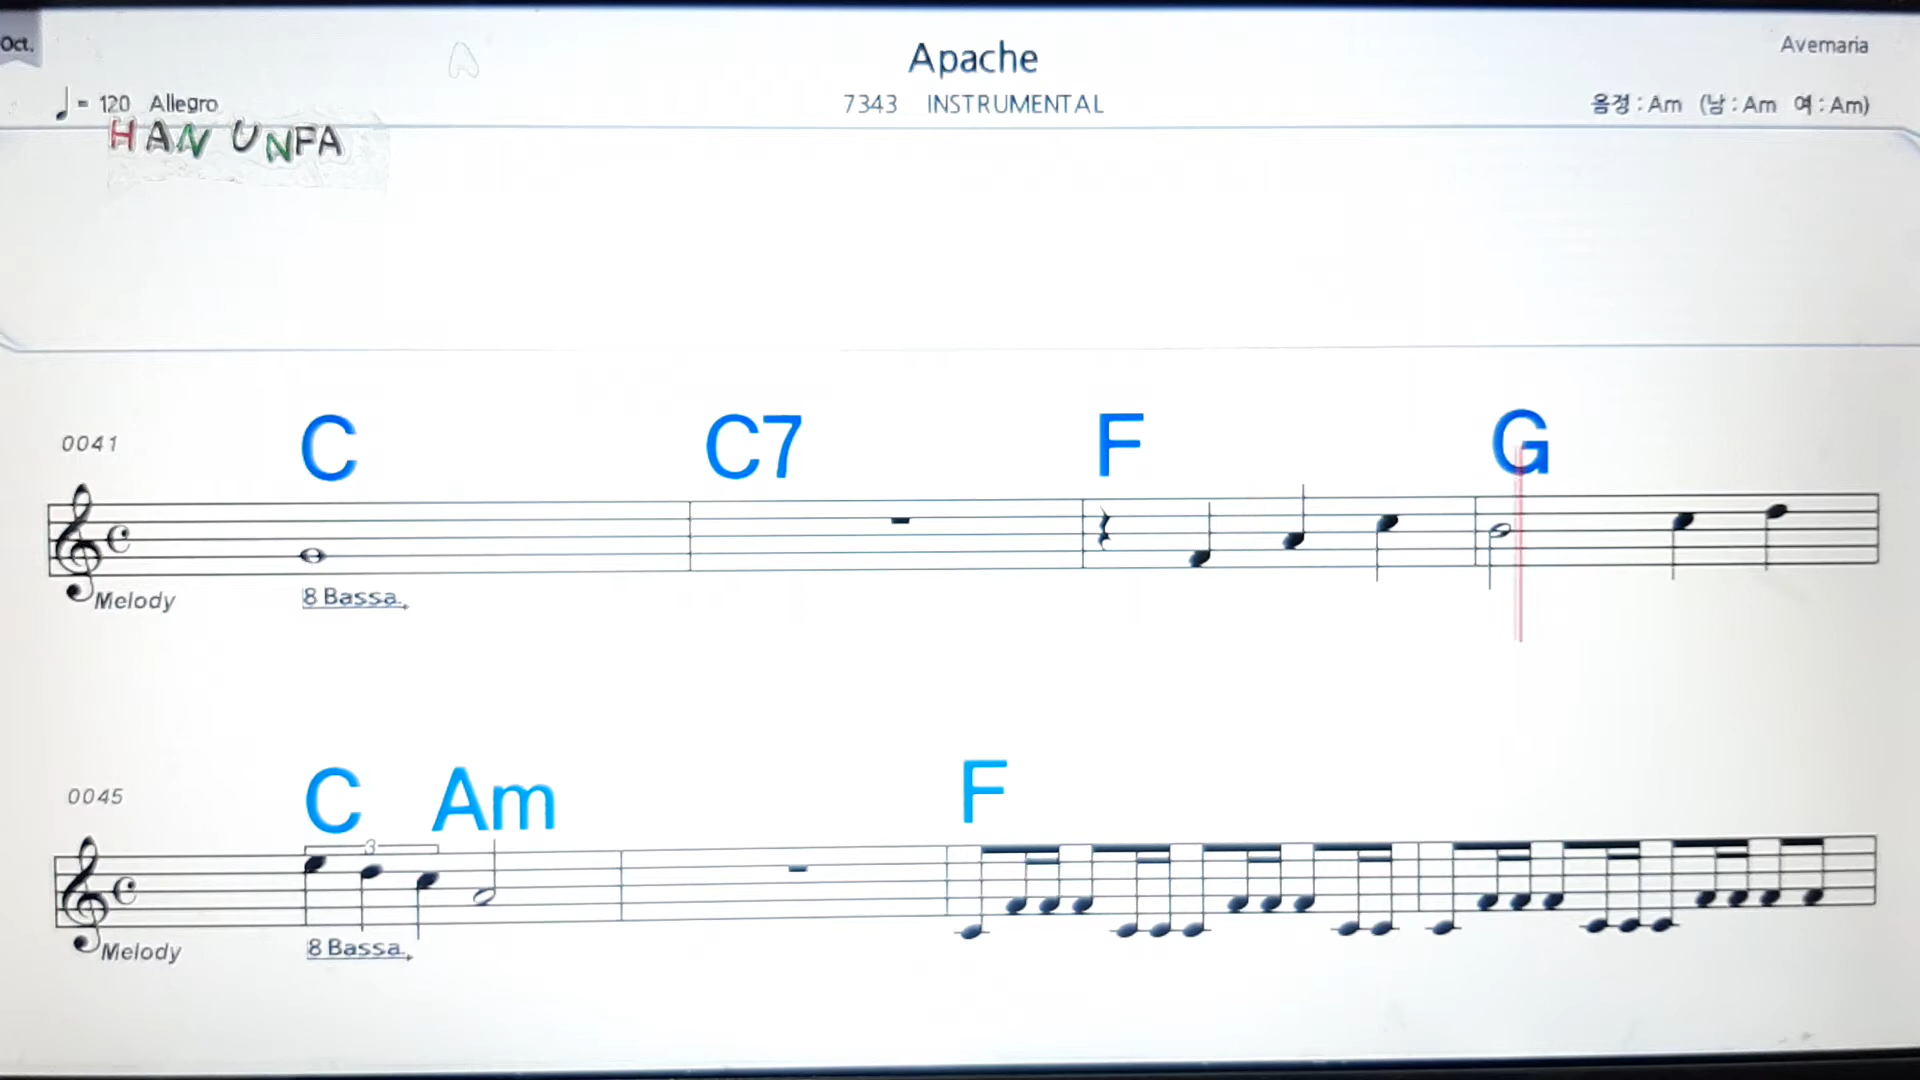 Oct.
Apache
Avemaria
= 120 Allegro
7343 INSTRUMENTAL
음정 : Am (남 : Am 여 : Am)
HAN UNFA
A
0041
C C7 F G
Melody
8 Bassa
0045
C Am F
3
Melody
8 Bassa